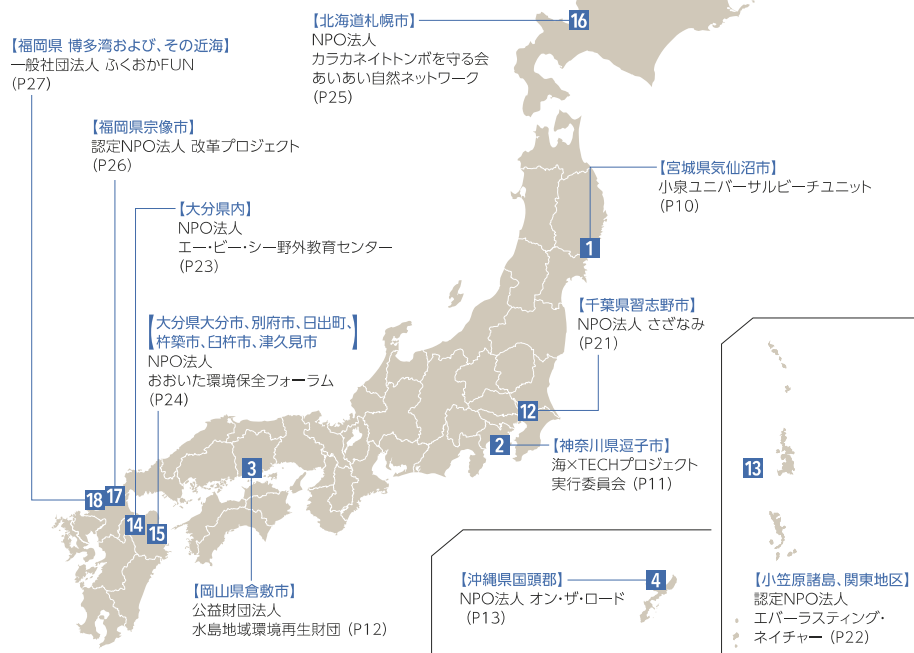 【北海道札幌市】
16
NPO法人
カラカネイトトンボを守る会
あいあい自然ネットワーク
（P25）
【福岡県 博多湾および、その近海】
一般社団法人 ふくおかFUN
（P27）
【福岡県宗像市】
認定NPO法人 改革プロジェクト
（P26）
【宮城県気仙沼市】
小泉ユニバーサルビーチユニット
（P10）
1
【大分県内】
NPO法人
エー・ビー・シー野外教育センター
（P23）
【千葉県習志野市】
NPO法人 さざなみ
（P21）
12
【大分県大分市、別府市、日出町、
杵築市、臼杵市、津久見市】
NPO法人
おおいた環境保全フォーラム
（P24）
2
【神奈川県逗子市】
海×TECHプロジェクト
実行委員会（P11）
3
13
18
17
14
15
【岡山県倉敷市】
公益財団法人
水島地域環境再生財団（P12）
【沖縄県国頭郡】
4
NPO法人 オン・ザ・ロード
（P13）
【小笠原諸島、関東地区】
認定NPO法人
エバーラスティング・
ネイチャー（P22）